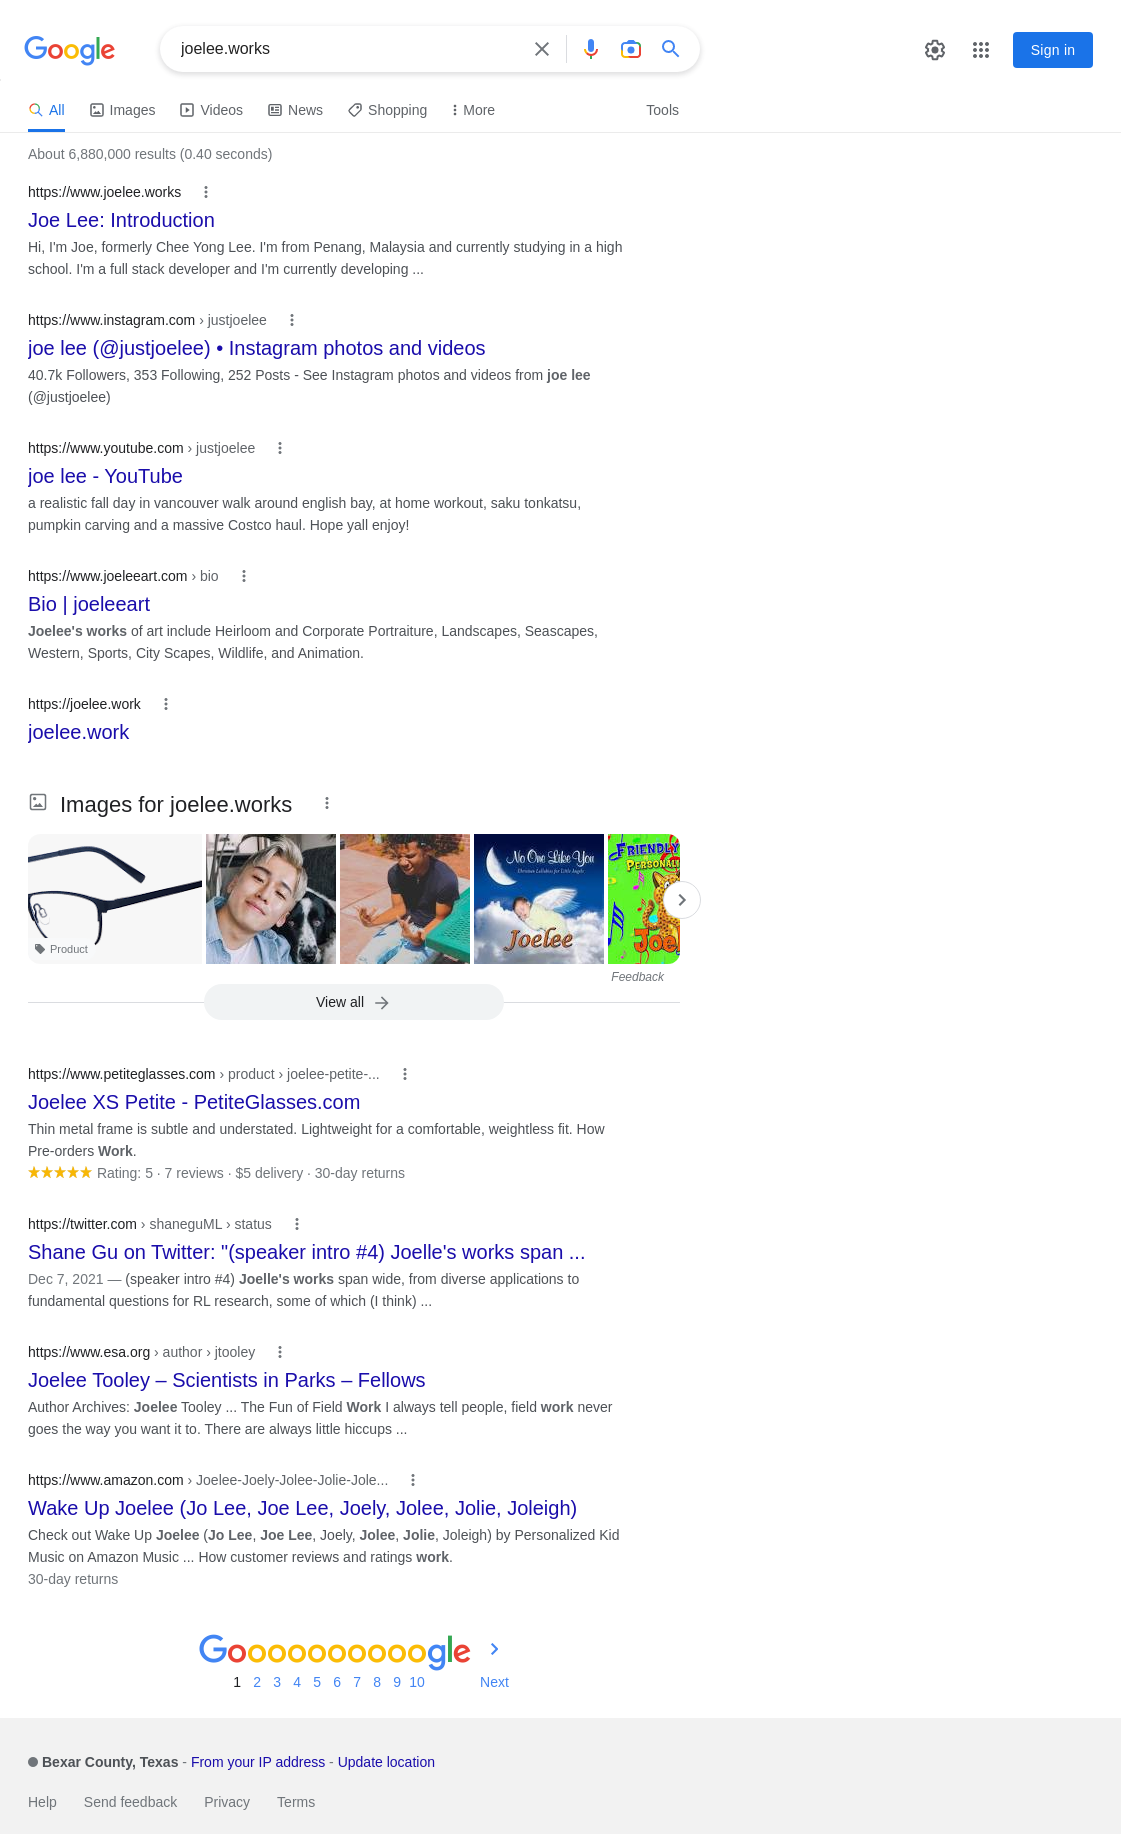 Google
joelee.works
Sign in
All Images Videos News Shopping More Tools
About 6,880,000 results (0.40 seconds)
https://www.joelee.works
Joe Lee: Introduction
Hi, I'm Joe, formerly Chee Yong Lee. I'm from Penang, Malaysia and currently studying in a high
school. I'm a full stack developer and I'm currently developing ...
https://www.instagram.com › justjoelee
joe lee (@justjoelee) • Instagram photos and videos
40.7k Followers, 353 Following, 252 Posts - See Instagram photos and videos from joe lee
(@justjoelee)
https://www.youtube.com › justjoelee
joe lee - YouTube
a realistic fall day in vancouver walk around english bay, at home workout, saku tonkatsu,
pumpkin carving and a massive Costco haul. Hope yall enjoy!
https://www.joeleeart.com › bio
Bio | joeleeart
Joelee's works of art include Heirloom and Corporate Portraiture, Landscapes, Seascapes,
Western, Sports, City Scapes, Wildlife, and Animation.
https://joelee.work
joelee.work
Images for joelee.works
Product
No One Like You
Christian Lullabies for Little Angels
Joelee
FRIENDLY
PERSONAL
Joe
Feedback
View all
https://www.petiteglasses.com › product › joelee-petite-...
Joelee XS Petite - PetiteGlasses.com
Thin metal frame is subtle and understated. Lightweight for a comfortable, weightless fit. How
Pre-orders Work.
Rating: 5 · 7 reviews · $5 delivery · 30-day returns
https://twitter.com › shaneguML › status
Shane Gu on Twitter: "(speaker intro #4) Joelle's works span ...
Dec 7, 2021 — (speaker intro #4) Joelle's works span wide, from diverse applications to
fundamental questions for RL research, some of which (I think) ...
https://www.esa.org › author › jtooley
Joelee Tooley – Scientists in Parks – Fellows
Author Archives: Joelee Tooley ... The Fun of Field Work I always tell people, field work never
goes the way you want it to. There are always little hiccups ...
https://www.amazon.com › Joelee-Joely-Jolee-Jolie-Jole...
Wake Up Joelee (Jo Lee, Joe Lee, Joely, Jolee, Jolie, Joleigh)
Check out Wake Up Joelee (Jo Lee, Joe Lee, Joely, Jolee, Jolie, Joleigh) by Personalized Kid
Music on Amazon Music ... How customer reviews and ratings work.
30-day returns
Goooooooooogle
1 2 3 4 5 6 7 8 9 10 Next
Bexar County, Texas - From your IP address - Update location
Help Send feedback Privacy Terms